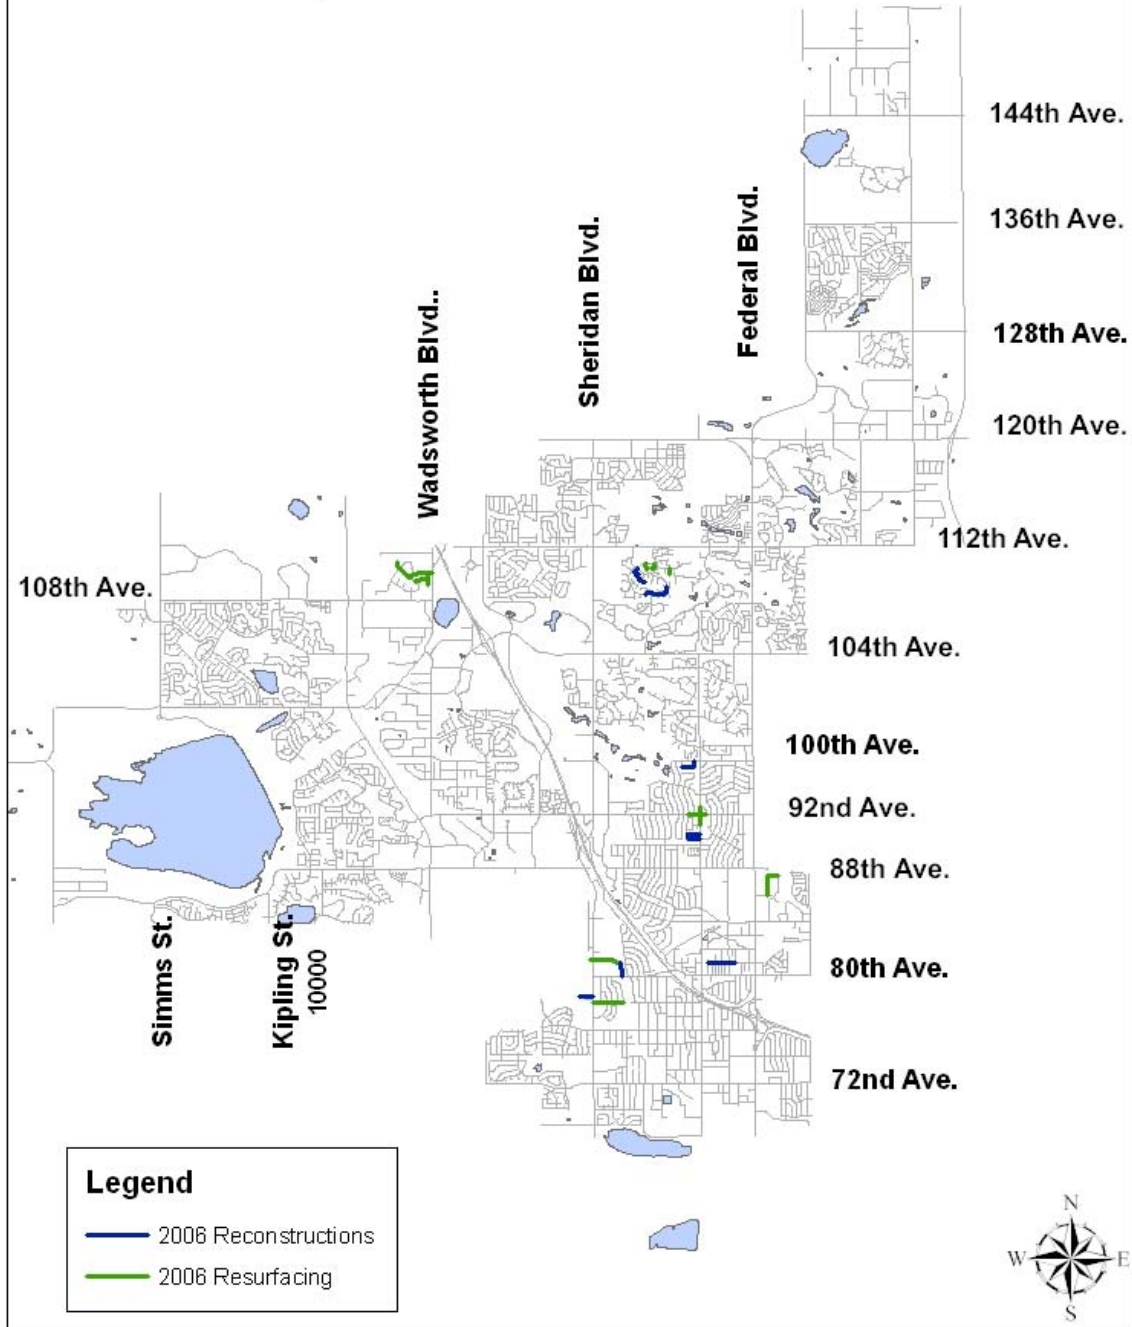 144th Ave.
136th Ave.
Federal Blvd.
Sheridan Blvd.
Wadsworth Blvd..
128th Ave.
120th Ave.
112th Ave.
108th Ave.
104th Ave.
100th Ave.
92nd Ave.
88th Ave.
80th Ave.
Simms St.
Kipling St.
10000
72nd Ave.
Legend
2006 Reconstructions
2006 Resurfacing
N
W
E
S